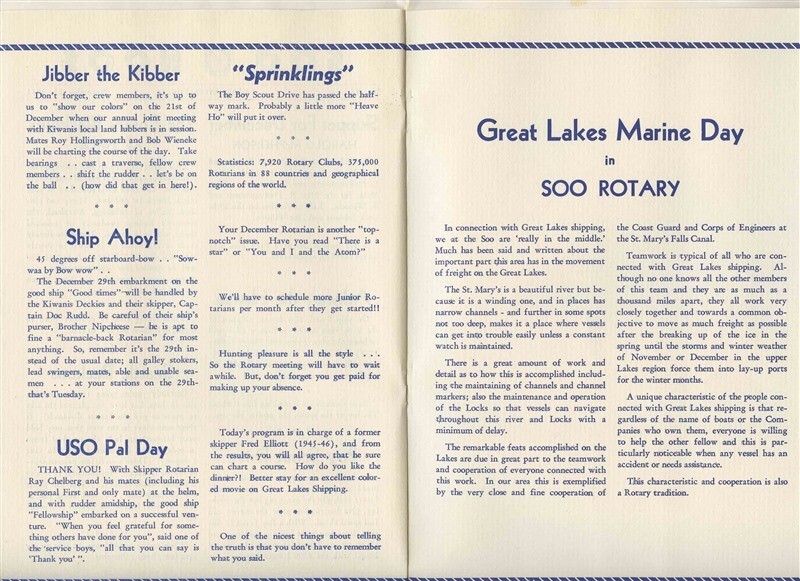 Jibber the Kibber
Don't forget, crew members, it's up to
us to "show our colors" on the 21st of
December when our annual joint meeting
with Kiwanis local land lubbers is in session.
Mates Roy Hollingsworth and Bob Wieneke
will be charting the course of the day. Take
bearings . . cast a traverse, fellow crew
members . . shift the rudder . . let's be on
the ball . . (how did that get in here!).
* * *
Ship Ahoy!
45 degrees off starboard-bow . . "Sow-
waa by Bow wow" . .
The December 29th embarkation on the
good ship "Good times" will be handled by
the Kiwanis Deckies and their skipper, Cap-
tain Doc Rudd. Be careful of their ship's
purser, Brother Nipcheese — he is apt to
fine a "barnacle-back Rotarian" for most
anything. So, remember it's the 29th in-
stead of the usual date; all galley stokers,
lead swingers, mates, able and unable sea-
men . . . at your stations on the 29th-
that's Tuesday.
* * *
USO Pal Day
THANK YOU! With Skipper Rotarian
Ray Chelberg and his mates (including his
personal First and only mate) at the helm,
and with rudder amidship, the good ship
"Fellowship" embarked on a successful ven-
ture. "When you feel grateful for some-
thing others have done for you", said one of
the service boys, "all that you can say is
'Thank you' ".
"Sprinklings"
The Boy Scout Drive has passed the half-
way mark. Probably a little more "Heave
Ho" will put it over.
* * *
Statistics: 7,920 Rotary Clubs, 375,000
Rotarians in 88 countries and geographical
regions of the world.
* * *
Your December Rotarian is another "top-
notch" issue. Have you read "There is a
star" or "You and I and the Atom?"
* * *
We'll have to schedule more Junior Ro-
tarians per month after they get started!!
* * *
Hunting pleasure is all the style . . .
So the Rotary meeting will have to wait
awhile. But, don't forget you get paid for
making up your absence.
* * *
Today's program is in charge of a former
skipper Fred Elliott (1945-46), and from
the results, you will all agree, that he sure
can chart a course. How do you like the
dinner?! Better stay for an excellent color-
ed movie on Great Lakes Shipping.
* * *
One of the nicest things about telling
the truth is that you don't have to remember
what you said.
Great Lakes Marine Day
in
SOO ROTARY
In connection with Great Lakes shipping,
we at the Soo are 'really in the middle.'
Much has been said and written about the
important part this area has in the movement
of freight on the Great Lakes.
The St. Mary's is a beautiful river but be-
cause it is a winding one, and in places has
narrow channels - and further in some spots
not too deep, makes it a place where vessels
can get into trouble easily unless a constant
watch is maintained.
There is a great amount of work and
detail as to how this is accomplished including
the maintaining of channels and channel
markers; also the maintenance and operation
of the Locks so that vessels can navigate
throughout this river and Locks with a
minimum of delay.
The remarkable feats accomplished on the
Lakes are due in great part to the teamwork
and cooperation of everyone connected with
this work. In our area this is exemplified
by the very close and fine cooperation of
the Coast Guard and Corps of Engineers at
the St. Mary's Falls Canal.
Teamwork is typical of all who are con-
nected with Great Lakes shipping. Al-
though no one knows all the other members
of this team and they are as much as a
thousand miles apart, they all work very
closely together and towards a common ob-
jective to move as much freight as possible
after the breaking up of the ice in the
spring until the storms and winter weather
of November or December in the upper
Lakes region force them into lay-up ports
for the winter months.
A unique characteristic of the people con-
nected with Great Lakes shipping is that re-
gardless of the name of boats or the Com-
panies who own them, everyone is willing
to help the other fellow and this is par-
ticularly noticeable when any vessel has an
accident or needs assistance.
This characteristic and cooperation is also
a Rotary tradition.